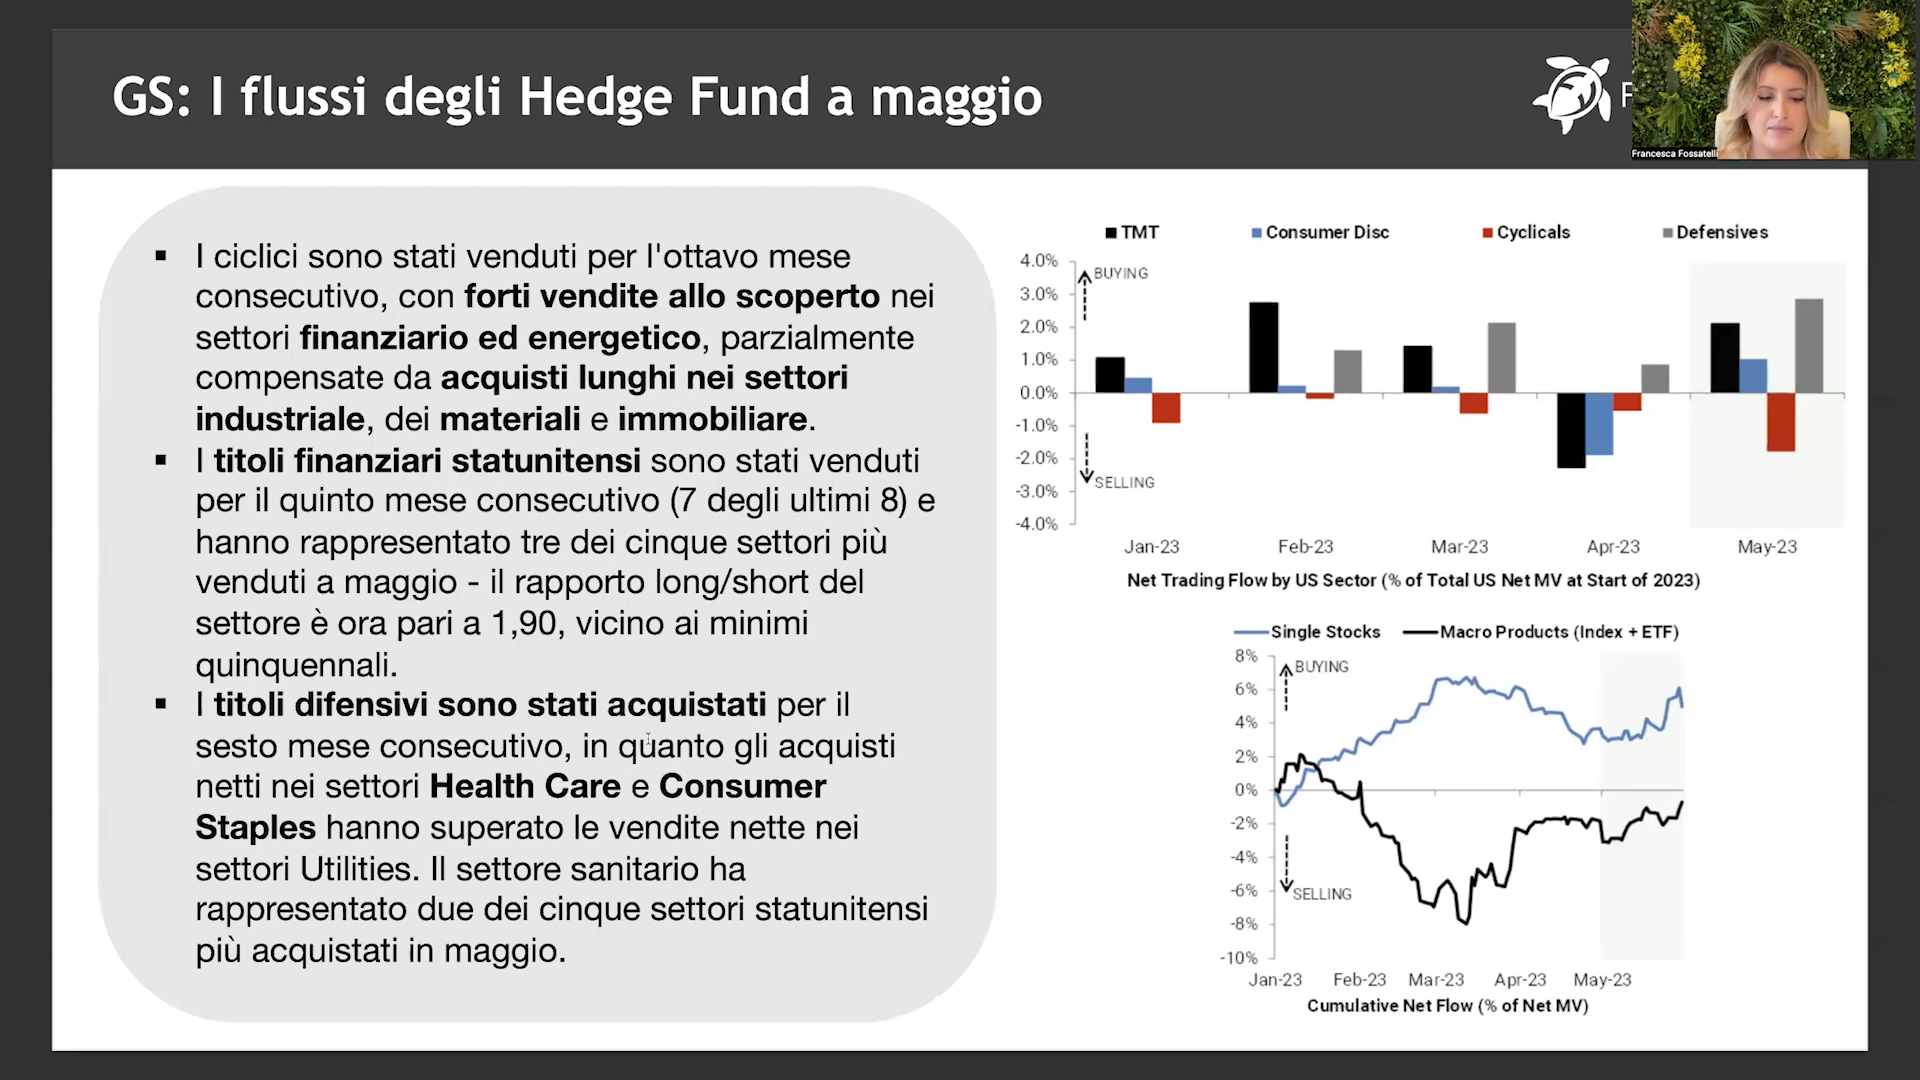 GS: I flussi degli Hedge Fund a maggio
F
Francesca Fossatelli
▪ I ciclici sono stati venduti per l'ottavo mese
consecutivo, con forti vendite allo scoperto nei
settori finanziario ed energetico, parzialmente
compensate da acquisti lunghi nei settori
industriale, dei materiali e immobiliare.
▪ I titoli finanziari statunitensi sono stati venduti
per il quinto mese consecutivo (7 degli ultimi 8) e
hanno rappresentato tre dei cinque settori più
venduti a maggio - il rapporto long/short del
settore è ora pari a 1,90, vicino ai minimi
quinquennali.
▪ I titoli difensivi sono stati acquistati per il
sesto mese consecutivo, in quanto gli acquisti
netti nei settori Health Care e Consumer
Staples hanno superato le vendite nette nei
settori Utilities. Il settore sanitario ha
rappresentato due dei cinque settori statunitensi
più acquistati in maggio.
TMT Consumer Disc Cyclicals Defensives
4.0%
BUYING
3.0%
2.0%
1.0%
0.0%
-1.0%
-2.0%
SELLING
-3.0%
-4.0%
Jan-23 Feb-23 Mar-23 Apr-23 May-23
Net Trading Flow by US Sector (% of Total US Net MV at Start of 2023)
Single Stocks Macro Products (Index + ETF)
8%
BUYING
6%
4%
2%
0%
-2%
-4%
-6%
SELLING
-8%
-10%
Jan-23 Feb-23 Mar-23 Apr-23 May-23
Cumulative Net Flow (% of Net MV)